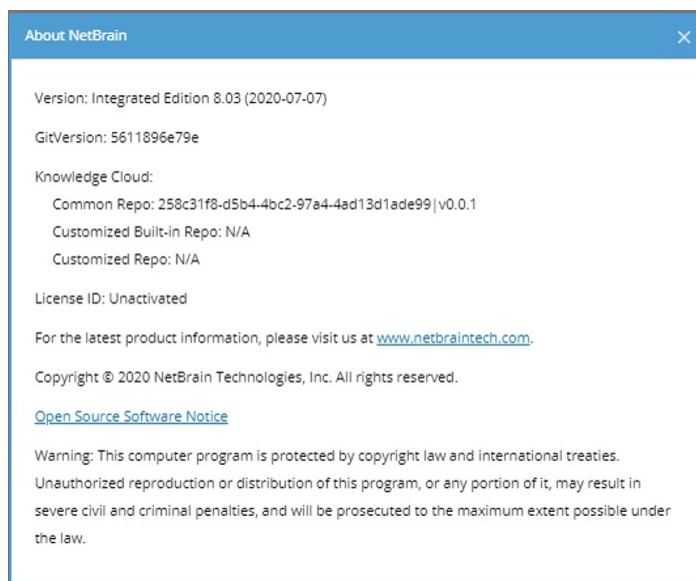 About NetBrain
Version: Integrated Edition 8.03 (2020-07-07)
GitVersion: 5611896e79e
Knowledge Cloud:
Common Repo: 258c31f8-d5b4-4bc2-97a4-4ad13d1ade99|v0.0.1
Customized Built-in Repo: N/A
Customized Repo: N/A
License ID: Unactivated
For the latest product information, please visit us at www.netbraintech.com.
Copyright © 2020 NetBrain Technologies, Inc. All rights reserved.
Open Source Software Notice
Warning: This computer program is protected by copyright law and international treaties.
Unauthorized reproduction or distribution of this program, or any portion of it, may result in
severe civil and criminal penalties, and will be prosecuted to the maximum extent possible under
the law.